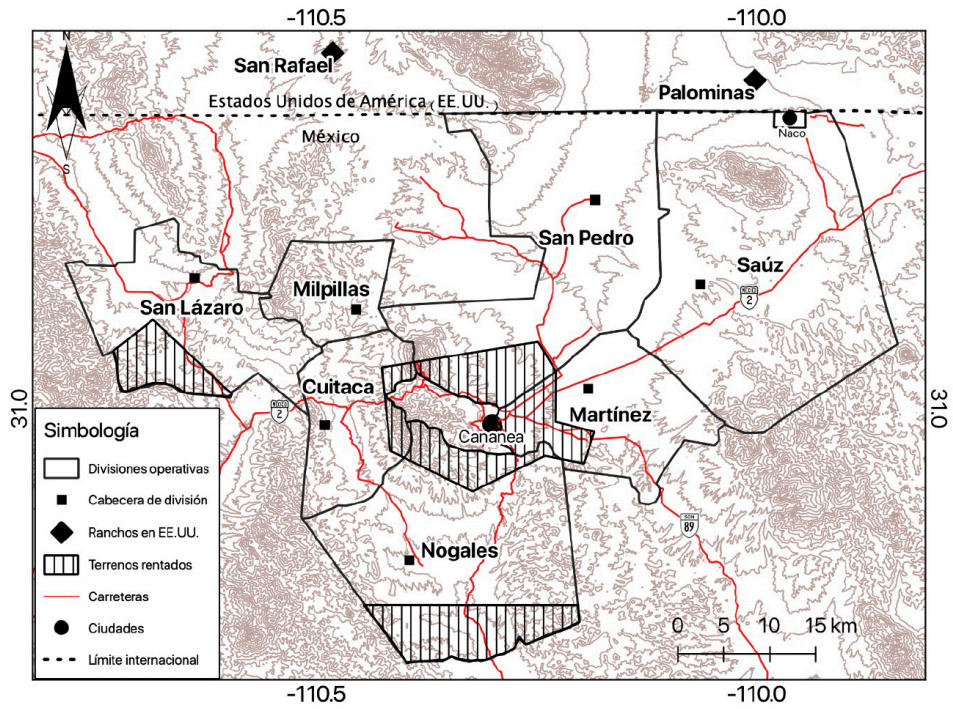 -110.5
-110.0
N
San Rafael
Palominas
Estados Unidos de América (EE.UU.)
México
Naco
S
San Pedro
Saúz
Milpillas
San Lázaro
MEXICO
2
31.0
31.0
Cuitaca
MEXICO
2
Martínez
Cananea
Simbología
Divisiones operativas
Cabecera de división
Ranchos en EE.UU.
Terrenos rentados
Carreteras
Ciudades
Límite internacional
SON
89
Nogales
0 5 10 15 km
-110.5
-110.0